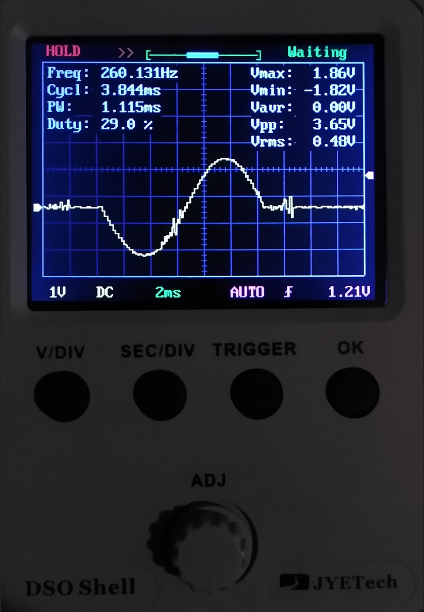 HOLD >> [ ] Waiting
Freq: 260.131Hz Vmax: 1.86V
Cycl: 3.844ms Vmin: -1.82V
PW: 1.115ms Vavr: 0.00V
Duty: 29.0 % Vpp: 3.65V
Vrms: 0.48V
1V DC 2ms AUTO 1.21V
V/DIV SEC/DIV TRIGGER OK
ADJ
DSO Shell JYETech